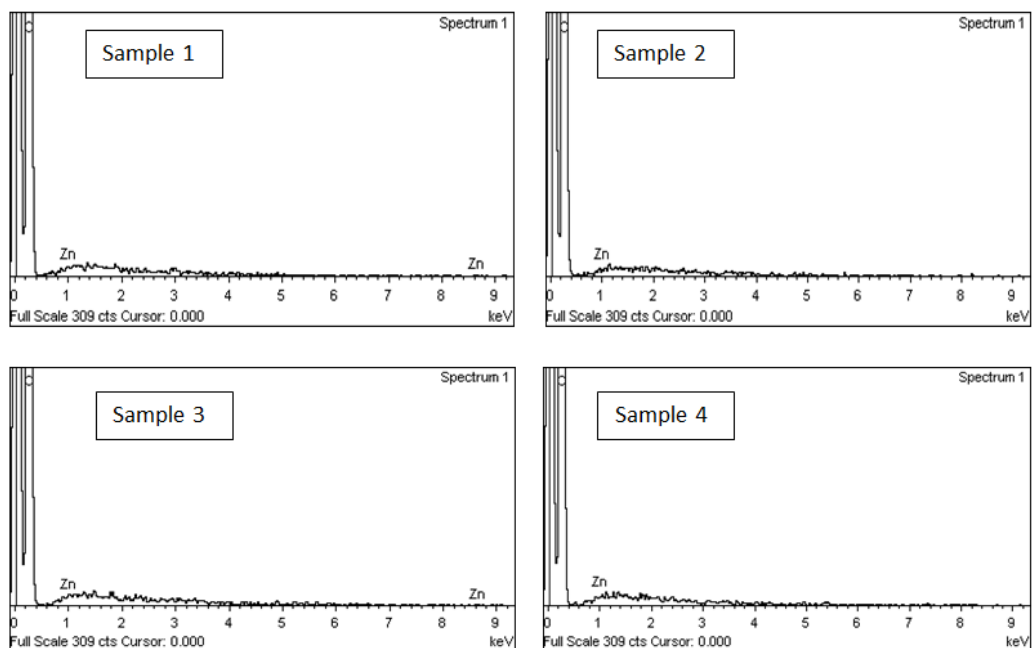 Spectrum 1
Sample 1
Zn
Zn
0 1 2 3 4 5 6 7 8 9
Full Scale 309 cts Cursor: 0.000 keV
Spectrum 1
Sample 2
Zn
0 1 2 3 4 5 6 7 8 9
Full Scale 309 cts Cursor: 0.000 keV
Spectrum 1
Sample 3
Zn
Zn
0 1 2 3 4 5 6 7 8 9
Full Scale 309 cts Cursor: 0.000 keV
Spectrum 1
Sample 4
Zn
0 1 2 3 4 5 6 7 8 9
Full Scale 309 cts Cursor: 0.000 keV